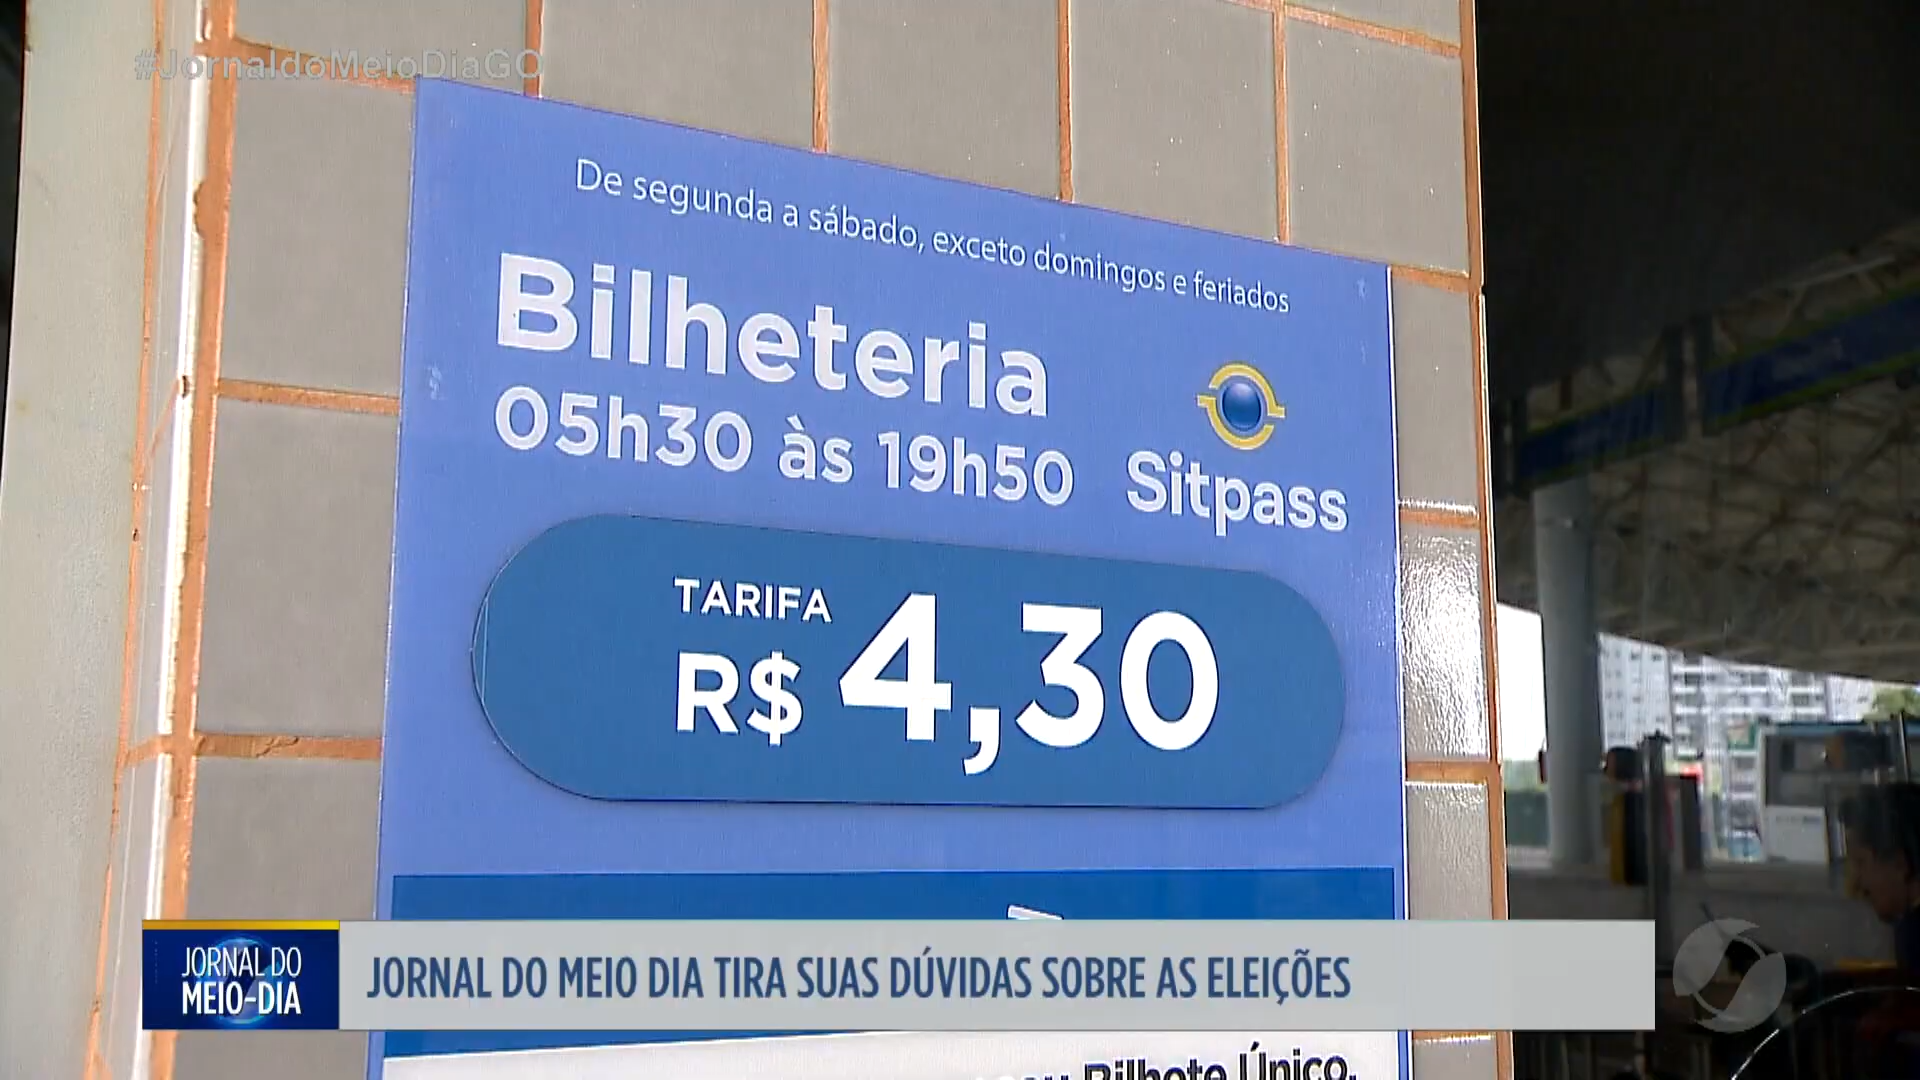 #JornaldoMeioDiaGO
De segunda a sábado, exceto domingos e feriados
Bilheteria
05h30 às 19h50
Sitpass
TARIFA
R$ 4,30
JORNAL DO
MEIO-DIA
JORNAL DO MEIO DIA TIRA SUAS DÚVIDAS SOBRE AS ELEIÇÕES
Bilhete Único.